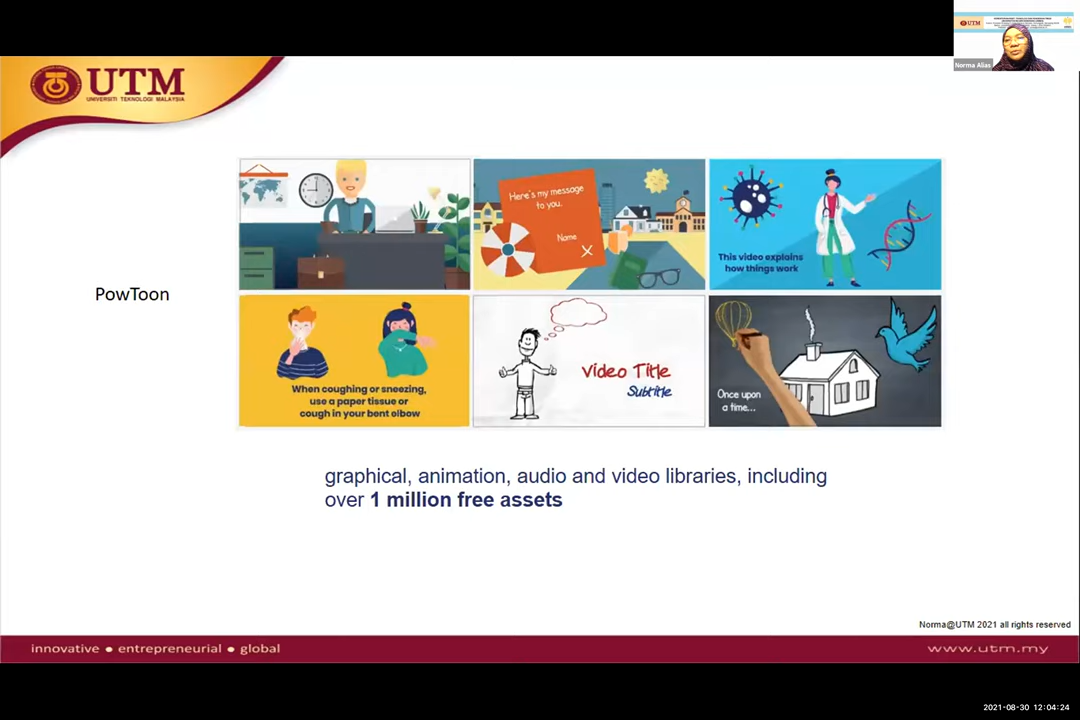 UTM
Norma Alias
UTM
UNIVERSITI TEKNOLOGI MALAYSIA
Here's my message
to you.
Name
This video explains
how things work
PowToon
When coughing or sneezing,
use a paper tissue or
cough in your bent elbow
Video Title
Subtitle
Once upon
a time...
graphical, animation, audio and video libraries, including
over 1 million free assets
Norma@UTM 2021 all rights reserved
innovative ● entrepreneurial ● global
www.utm.my
2021-08-30 12:04:24